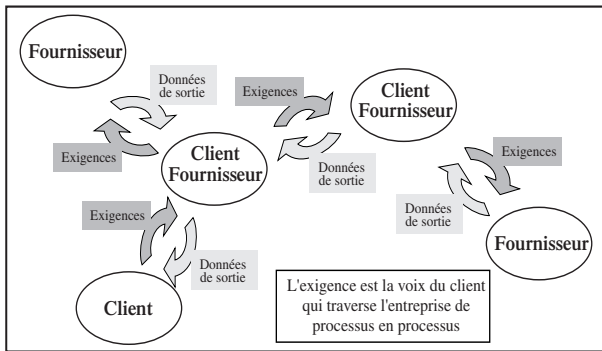 Fournisseur
Données
de sortie
Exigences
Client
Fournisseur
Exigences
Client
Fournisseur
Données
de sortie
Exigences
Données
de sortie
Fournisseur
Exigences
Données
de sortie
Client
L'exigence est la voix du client
qui traverse l'entreprise de
processus en processus